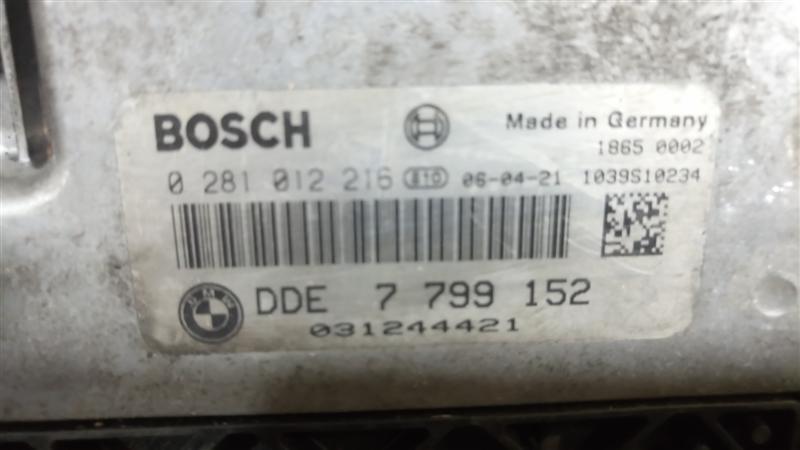 BOSCH Made in Germany
1865 0002
0 281 012 216 06-04-21 1039S10234
BMW DDE 7 799 152
031244421